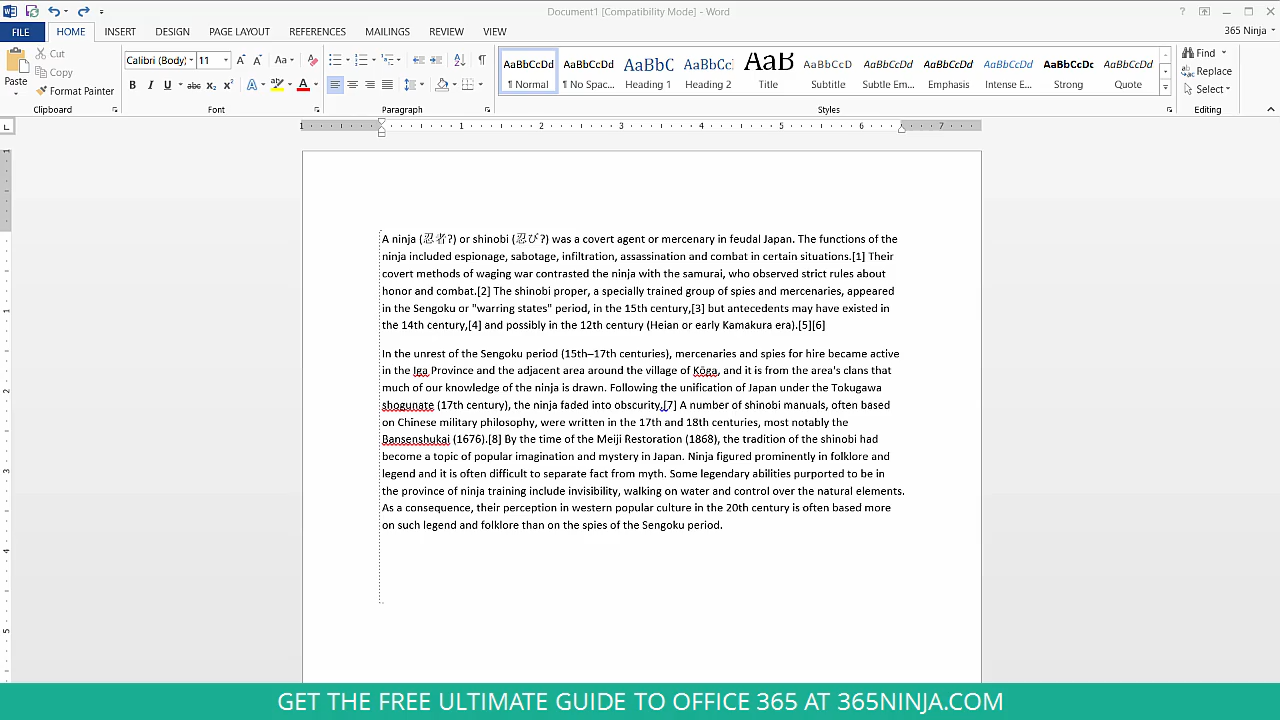 Document1 [Compatibility Mode] - Word
FILE HOME INSERT DESIGN PAGE LAYOUT REFERENCES MAILINGS REVIEW VIEW 365 Ninja
Paste Cut
Copy
Format Painter
Clipboard
Calibri (Body) 11
Font
Paragraph
AaBbCcDd AaBbCcDd AaBbC AaBbCc AaB AaBbCcD AaBbCcDd AaBbCcDd AaBbCcDd AaBbCcDc AaBbCcDd
¶ Normal ¶ No Spac... Heading 1 Heading 2 Title Subtitle Subtle Em... Emphasis Intense E... Strong Quote
Styles
Find
Replace
Select
Editing
1 1 2 3 4 5 6 7
A ninja (忍者?) or shinobi (忍び?) was a covert agent or mercenary in feudal Japan. The functions of the
ninja included espionage, sabotage, infiltration, assassination and combat in certain situations.[1] Their
covert methods of waging war contrasted the ninja with the samurai, who observed strict rules about
honor and combat.[2] The shinobi proper, a specially trained group of spies and mercenaries, appeared
in the Sengoku or "warring states" period, in the 15th century,[3] but antecedents may have existed in
the 14th century,[4] and possibly in the 12th century (Heian or early Kamakura era).[5][6]
In the unrest of the Sengoku period (15th–17th centuries), mercenaries and spies for hire became active
in the Iga Province and the adjacent area around the village of Kōga, and it is from the area's clans that
much of our knowledge of the ninja is drawn. Following the unification of Japan under the Tokugawa
shogunate (17th century), the ninja faded into obscurity.[7] A number of shinobi manuals, often based
on Chinese military philosophy, were written in the 17th and 18th centuries, most notably the
Bansenshukai (1676).[8] By the time of the Meiji Restoration (1868), the tradition of the shinobi had
become a topic of popular imagination and mystery in Japan. Ninja figured prominently in folklore and
legend and it is often difficult to separate fact from myth. Some legendary abilities purported to be in
the province of ninja training include invisibility, walking on water and control over the natural elements.
As a consequence, their perception in western popular culture in the 20th century is often based more
on such legend and folklore than on the spies of the Sengoku period.
1
1
2
3
4
5
GET THE FREE ULTIMATE GUIDE TO OFFICE 365 AT 365NINJA.COM